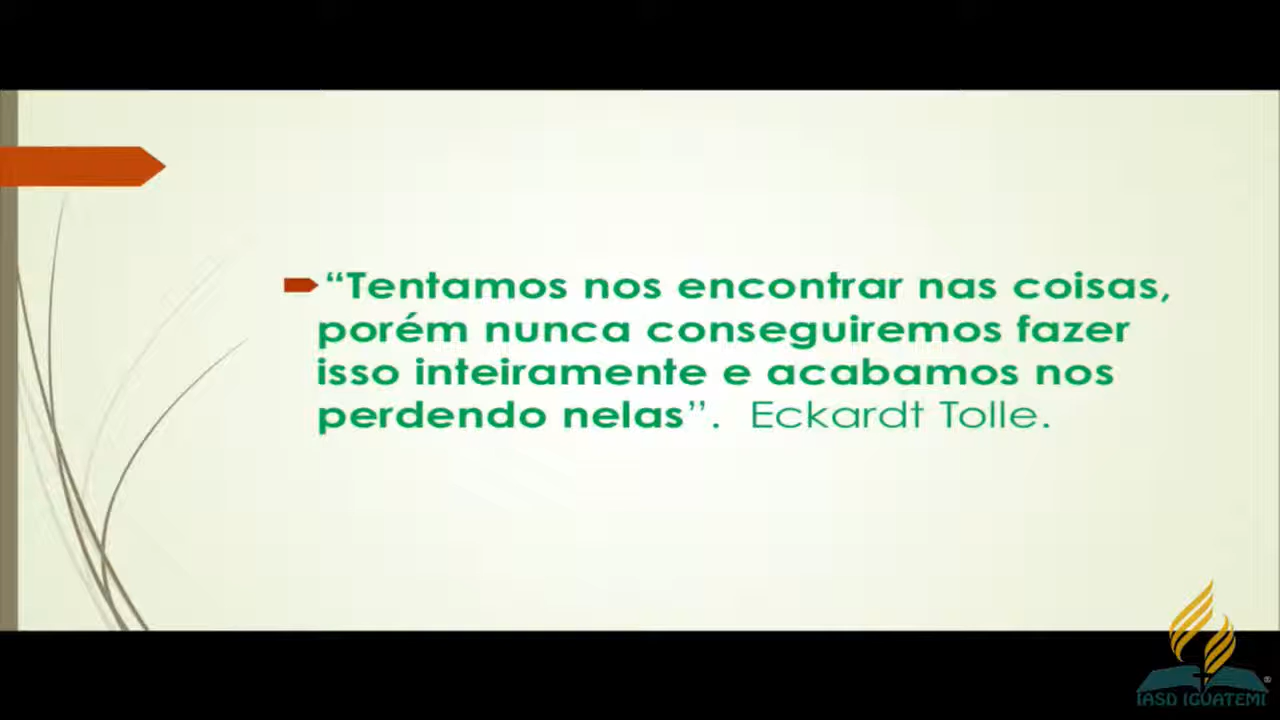 “Tentamos nos encontrar nas coisas,
porém nunca conseguiremos fazer
isso inteiramente e acabamos nos
perdendo nelas”. Eckardt Tolle.
IASD IGUATEMI
®